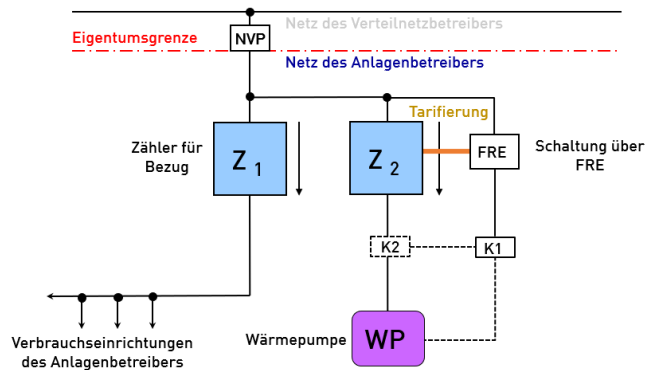 Netz des Verteilnetzbetreibers
Eigentumsgrenze
NVP
Netz des Anlagenbetreibers
Tarifierung
Zähler für
Bezug
Z 1
Z 2
FRE
Schaltung über
FRE
K2
K1
Wärmepumpe
WP
Verbrauchseinrichtungen
des Anlagenbetreibers